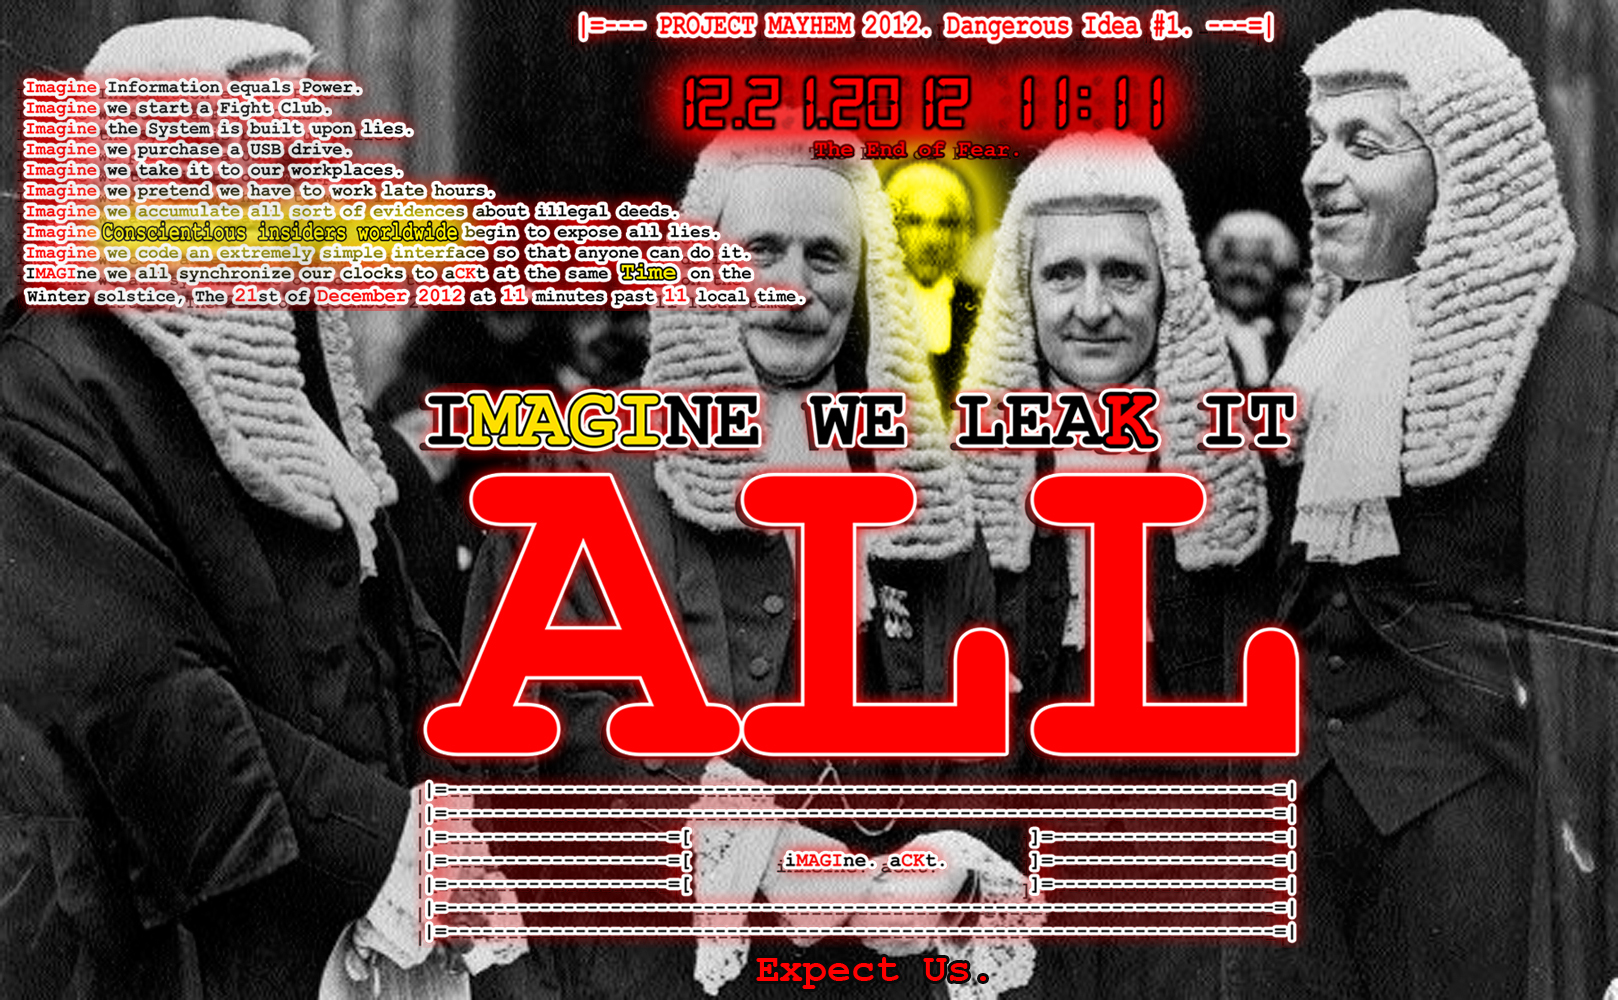 |=--- PROJECT MAYHEM 2012. Dangerous Idea #1. ---=|
12.21.2012 11:11
The End of Fear.
Imagine Information equals Power.
Imagine we start a Fight Club.
Imagine the System is built upon lies.
Imagine we purchase a USB drive.
Imagine we take it to our workplaces.
Imagine we pretend we have to work late hours.
Imagine we accumulate all sort of evidences about illegal deeds.
Imagine Conscientious insiders worldwide begin to expose all lies.
Imagine we code an extremely simple interface so that anyone can do it.
IMAGIne we all synchronize our clocks to aCKt at the same Time on the
Winter solstice, The 21st of December 2012 at 11 minutes past 11 local time.
IMAGINE WE LEAK IT
ALL
iMAGIne. aCKt.
Expect Us.